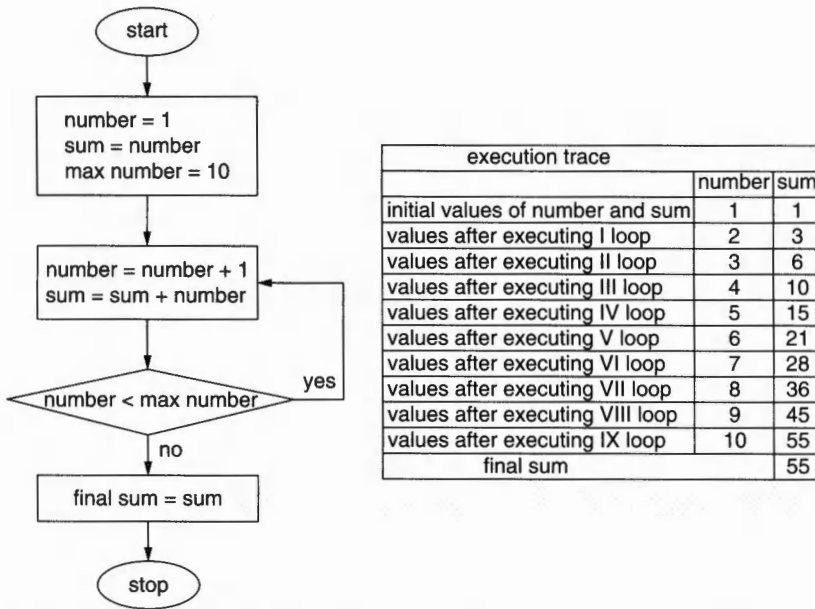 start
number = 1
sum = number
max number = 10
number = number + 1
sum = sum + number
number < max number
yes
no
final sum = sum
stop
execution trace
number sum
initial values of number and sum 1 1
values after executing I loop 2 3
values after executing II loop 3 6
values after executing III loop 4 10
values after executing IV loop 5 15
values after executing V loop 6 21
values after executing VI loop 7 28
values after executing VII loop 8 36
values after executing VIII loop 9 45
values after executing IX loop 10 55
final sum 55